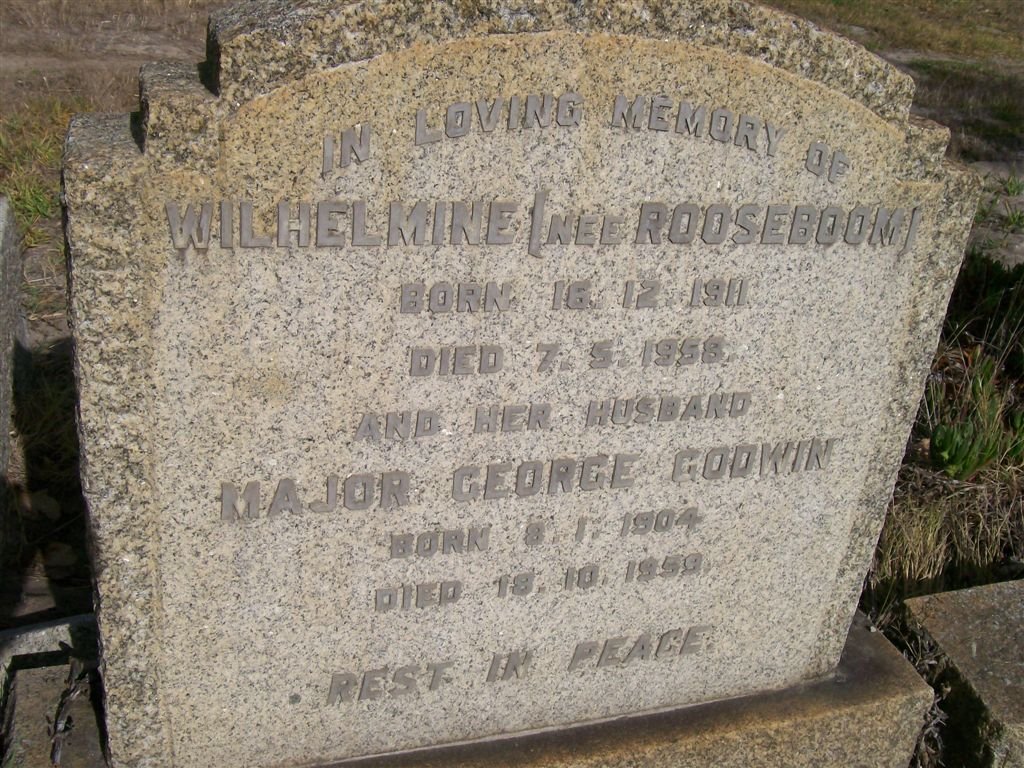 IN LOVING MEMORY OF
WILHELMINE (NEE ROOSEBOOM)
BORN 16. 12. 1911
DIED 7. 5. 1958.
AND HER HUSBAND
MAJOR GEORGE GODWIN
BORN 8. 1. 1904
DIED 18. 10. 1959.
REST IN PEACE.